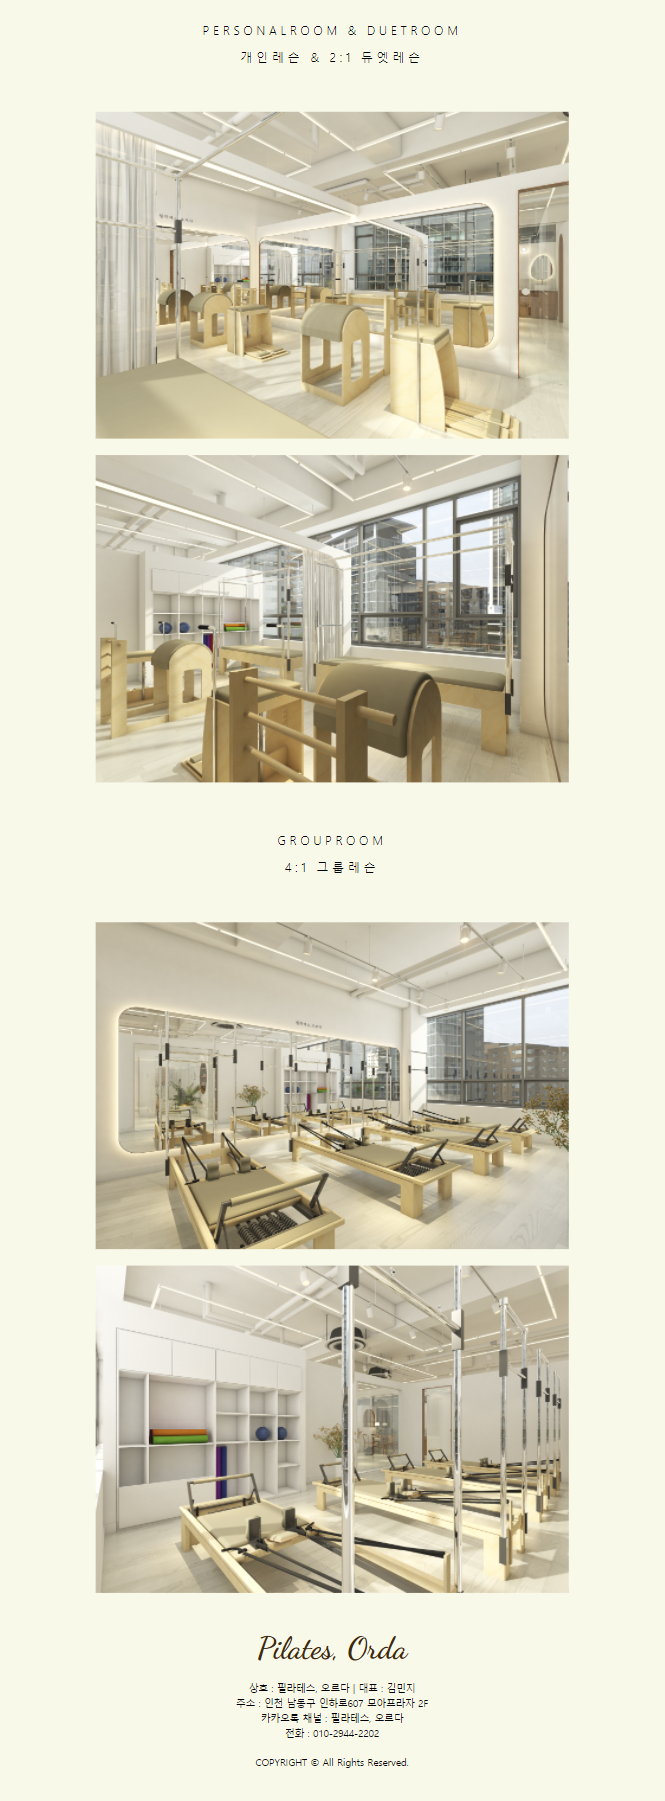 PERSONALROOM & DUETROOM
개인레슨 & 2:1 듀엣레슨
GROUPROOM
4:1 그룹레슨
Pilates, Orda
상호 : 필라테스, 오르다 | 대표 : 김민지
주소 : 인천 남동구 인하로607 모아프라자 2F
카카오톡 채널 : 필라테스, 오르다
전화 : 010-2944-2202
COPYRIGHT © All Rights Reserved.